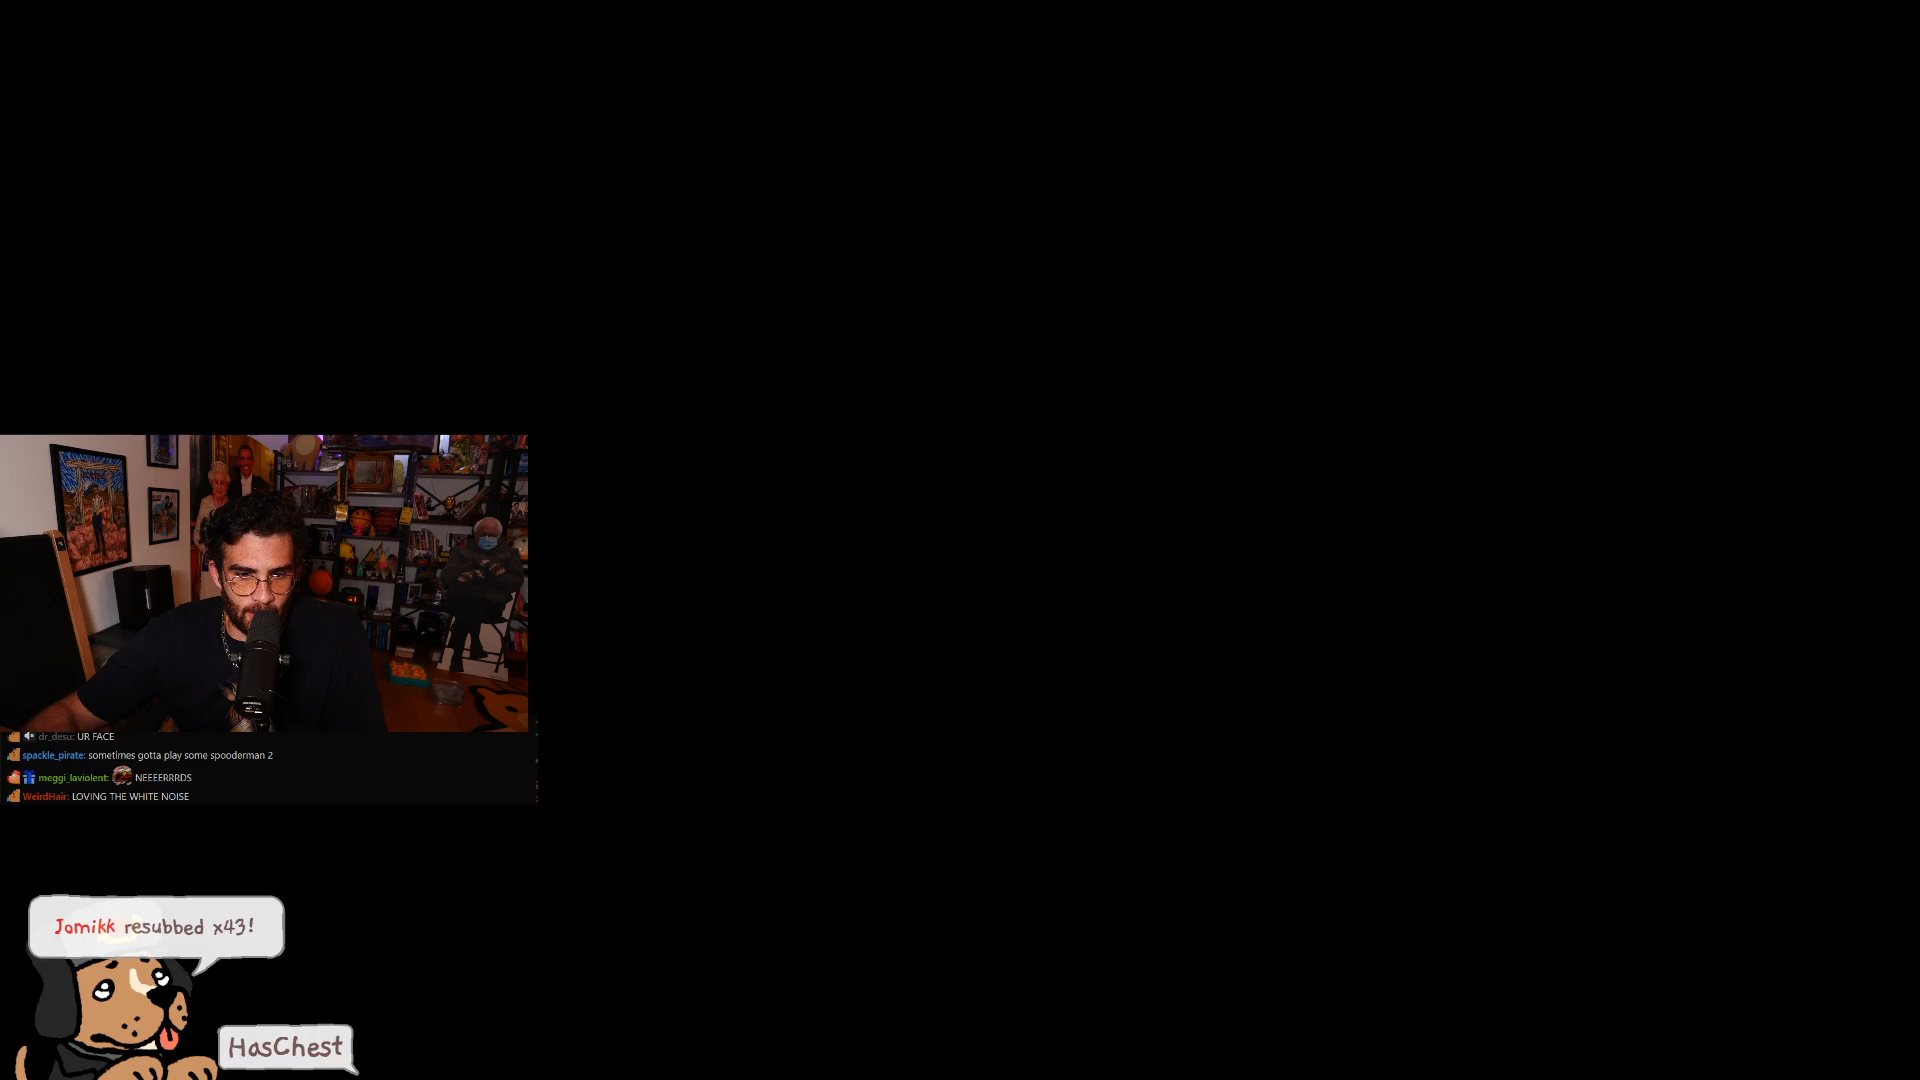 dr_desu: UR FACE
spackle_pirate: sometimes gotta play some spooderman 2
meggi_laviolent: NEEEERRRDS
WeirdHair: LOVING THE WHITE NOISE
Jamikk resubbed x43!
HasChest